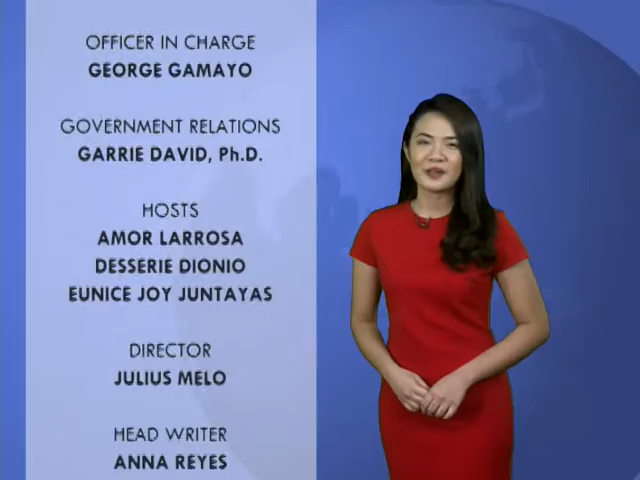 OFFICER IN CHARGE
GEORGE GAMAYO
GOVERNMENT RELATIONS
GARRIE DAVID, Ph.D.
HOSTS
AMOR LARROSA
DESSERIE DIONIO
EUNICE JOY JUNTAYAS
DIRECTOR
JULIUS MELO
HEAD WRITER
ANNA REYES